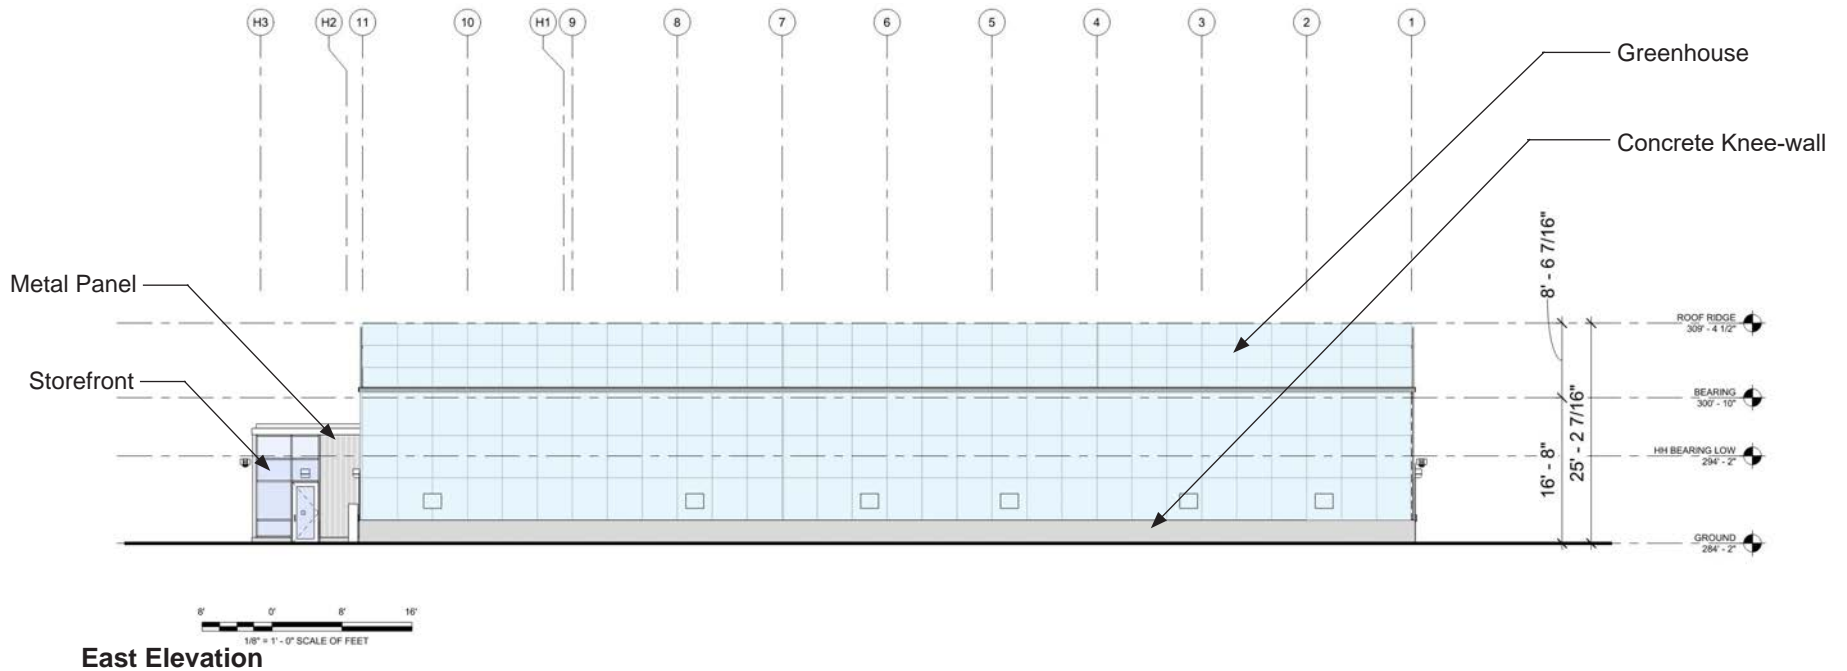 H3 H2 11 10 H1 9 8 7 6 5 4 3 2 1
Greenhouse
Concrete Knee-wall
8' - 6 7/16"
Metal Panel
ROOF RIDGE
309' - 4 1/2"
Storefront
BEARING
300' - 10"
16' - 8"
25' - 2 7/16"
HH BEARING LOW
294' - 2"
GROUND
284' - 2"
8' 0' 8' 16'
1/8" = 1' - 0" SCALE OF FEET
East Elevation